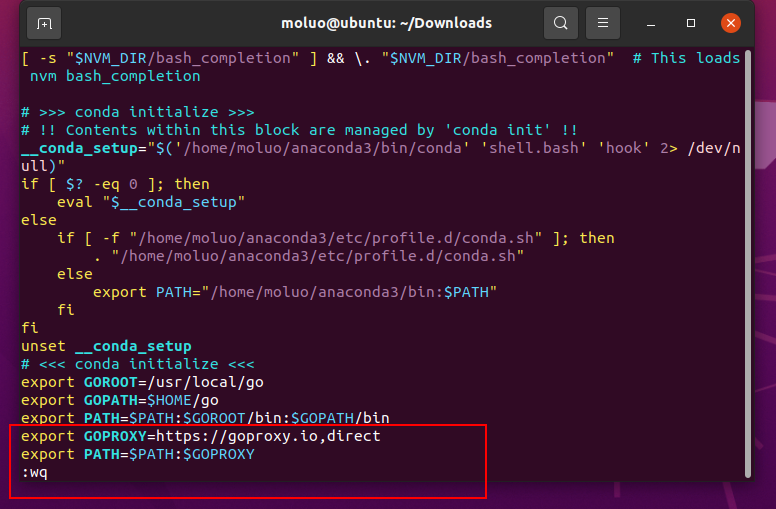 moluo@ubuntu: ~/Downloads
[ -s "$NVM_DIR/bash_completion" ] && \. "$NVM_DIR/bash_completion"  # This loads
 nvm bash_completion
# >>> conda initialize >>>
# !! Contents within this block are managed by 'conda init' !!
__conda_setup="$('/home/moluo/anaconda3/bin/conda' 'shell.bash' 'hook' 2> /dev/n
ull)"
if [ $? -eq 0 ]; then
    eval "$__conda_setup"
else
    if [ -f "/home/moluo/anaconda3/etc/profile.d/conda.sh" ]; then
        . "/home/moluo/anaconda3/etc/profile.d/conda.sh"
    else
        export PATH="/home/moluo/anaconda3/bin:$PATH"
    fi
fi
unset __conda_setup
# <<< conda initialize <<<
export GOROOT=/usr/local/go
export GOPATH=$HOME/go
export PATH=$PATH:$GOROOT/bin:$GOPATH/bin
export GOPROXY=https://goproxy.io,direct
export PATH=$PATH:$GOPROXY
:wq